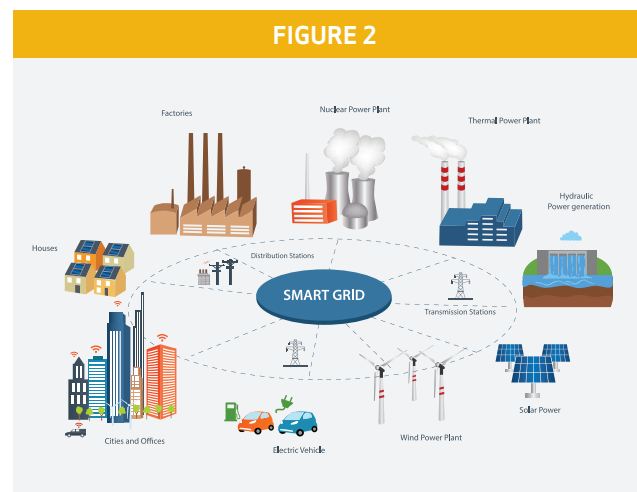 FIGURE 2
Factories
Nuclear Power Plant
Thermal Power Plant
Hydraulic
Power generation
Houses
Distribution Stations
SMART GRID
Transmission Stations
Solar Power
Wind Power Plant
Cities and Offices
Electric Vehicle